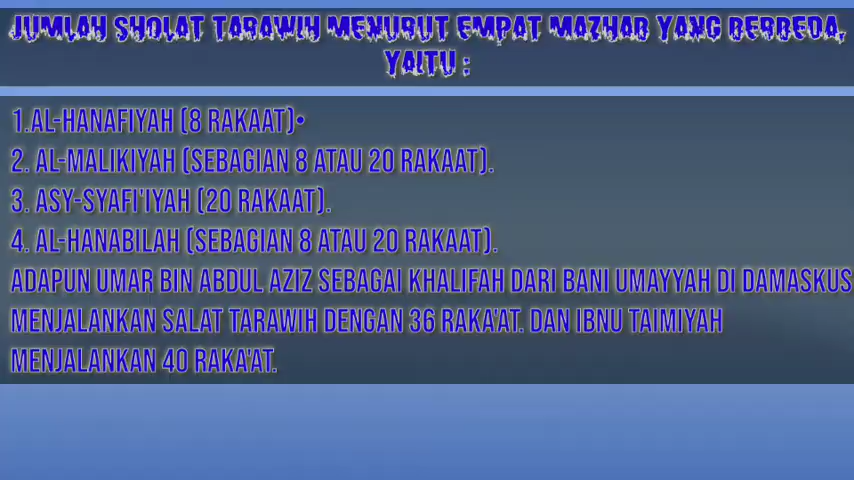 JUMLAH SHOLAT TARAWIH MENURUT EMPAT MAZHAB YANG BERBEDA,
YAITU :
1.AL-HANAFIYAH (8 RAKAAT)•
2. AL-MALIKIYAH (SEBAGIAN 8 ATAU 20 RAKAAT).
3. ASY-SYAFI'IYAH (20 RAKAAT).
4. AL-HANABILAH (SEBAGIAN 8 ATAU 20 RAKAAT).
ADAPUN UMAR BIN ABDUL AZIZ SEBAGAI KHALIFAH DARI BANI UMAYYAH DI DAMASKUS
MENJALANKAN SALAT TARAWIH DENGAN 36 RAKA'AT. DAN IBNU TAIMIYAH
MENJALANKAN 40 RAKA'AT.